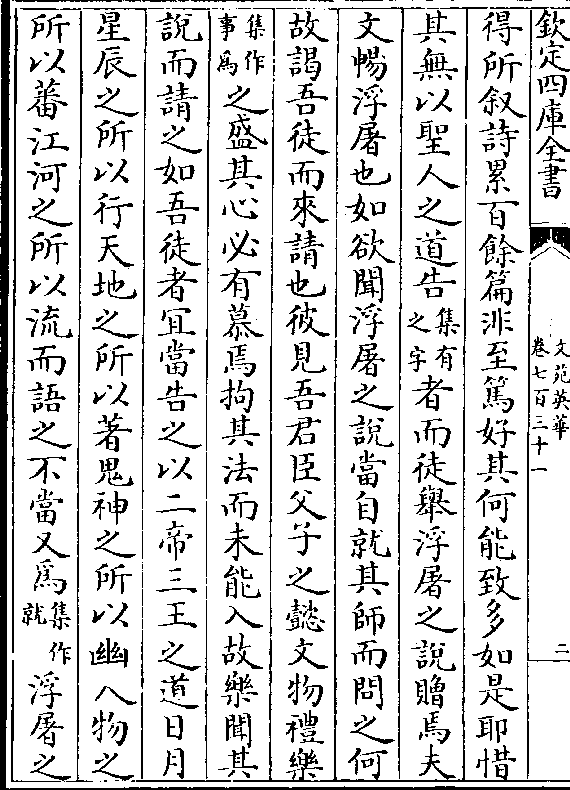 欽定四庫全書
文苑英華
卷七百三十一
二
得所叙詩累百餘篇非至篤好其何能致多如是耶惜
其無以聖人之道告集有之字者而徒舉浮屠之說贈焉夫
文暢浮屠也如欲聞浮屠之說當自就其師而問之何
故謁吾徒而來請也彼見吾君臣父子之懿文物禮樂
集作事為之盛其心必有慕焉拘其法而未能入故樂聞其
說而請之如吾徒者宜當告之以二帝三王之道日月
星辰之所以行天地之所以著鬼神之所以幽人物之
所以蕃江河之所以流而語之不當又為集作就浮屠之